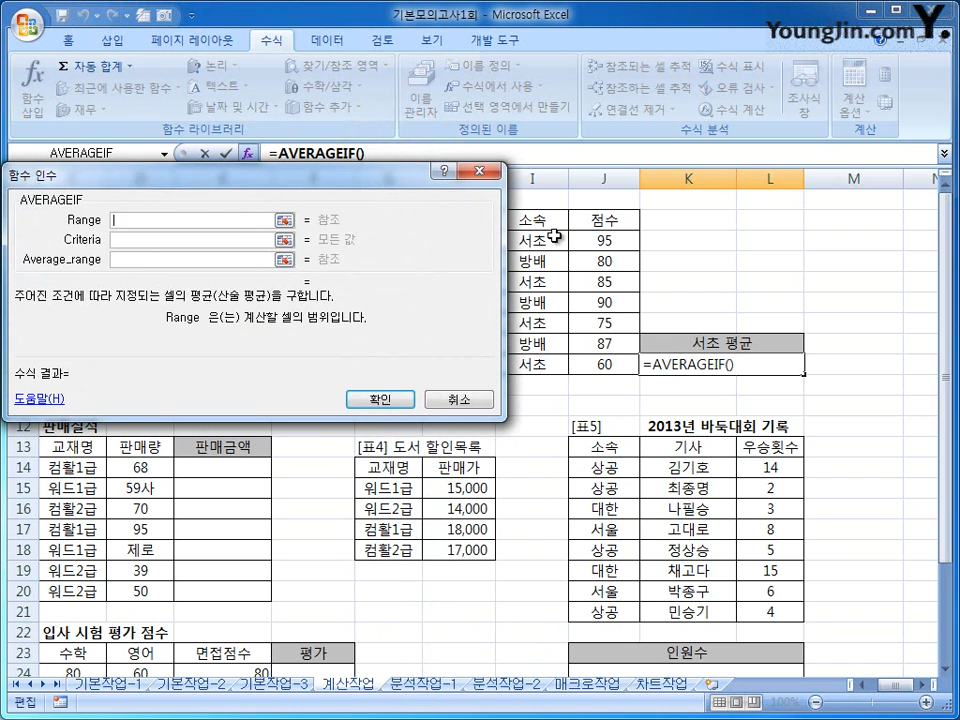 기본모의고사1회 - Microsoft Excel
Younglin.com Y.
홈 삽입 페이지 레이아웃 수식 데이터 검토 보기 개발 도구
함수 삽입
Σ 자동 합계
최근에 사용한 함수
재무
논리
텍스트
날짜 및 시간
찾기/참조 영역
수학/삼각
함수 추가
함수 라이브러리
이름 관리자
이름 정의
수식에서 사용
선택 영역에서 만들기
정의된 이름
참조되는 셀 추적
참조하는 셀 추적
연결선 제거
수식 표시
오류 검사
수식 계산
조사식 창
수식 분석
계산 옵션
계산
AVERAGEIF fx =AVERAGEIF()
I J K L M N
함수 인수
AVERAGEIF
Range = 참조
Criteria = 모든 값
Average_range = 참조
=
주어진 조건에 따라 지정되는 셀의 평균(산술 평균)을 구합니다.
Range 은(는) 계산할 셀의 범위입니다.
수식 결과=
도움말(H) 확인 취소
소속 점수
서초 95
방배 80
서초 85
방배 90
서초 75
방배 87 서초 평균
서초 60 =AVERAGEIF()
12 판매실적 [표5] 2013년 바둑대회 기록
13 교재명 판매량 판매금액 [표4] 도서 할인목록 소속 기사 우승횟수
14 컴활1급 68 교재명 판매가 상공 김기호 14
15 워드1급 59사 워드1급 15,000 상공 최종명 2
16 컴활2급 70 워드2급 14,000 대한 나필승 3
17 컴활1급 95 컴활1급 18,000 서울 고대로 8
18 워드1급 제로 컴활2급 17,000 상공 정상승 5
19 워드2급 39 대한 채고다 15
20 워드2급 50 서울 박종구 6
21 상공 민승기 4
22 입사 시험 평가 점수
23 수학 영어 면접점수 평가 인원수
24 80 60 80
기본작업-1 기본작업-2 기본작업-3 계산작업 분석작업-1 분석작업-2 매크로작업 차트작업
편집 100%